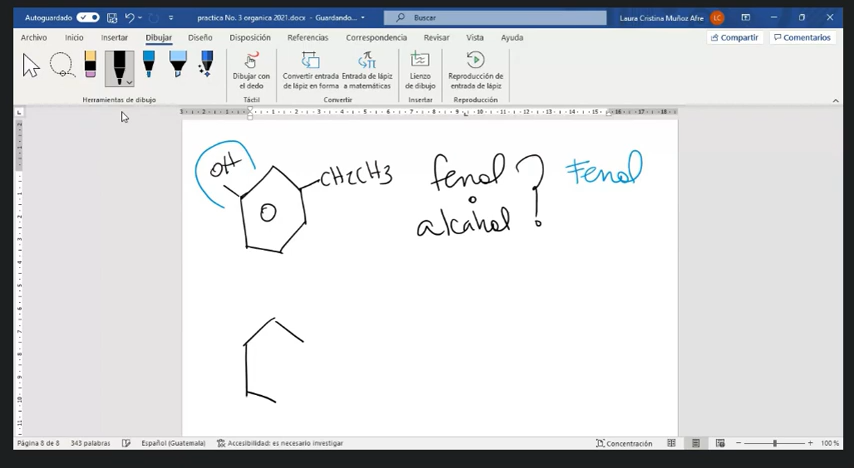 Autoguardado
practica No. 3 organica 2021.docx - Guardando...
Buscar
Laura Cristina Muñoz Afre
LC
Archivo Inicio Insertar Dibujar Diseño Disposición Referencias Correspondencia Revisar Vista Ayuda
Compartir
Comentarios
Dibujar con el dedo
Convertir entrada de lápiz en forma
Entrada de lápiz a matemáticas
Lienzo de dibujo
Reproducción de entrada de lápiz
Herramientas de dibujo
Táctil
Convertir
Insertar
Reproducción
OH
CH2CH3
fenol
o
alcahol
?
Fenol
Página 8 de 8
343 palabras
Español (Guatemala)
Accesibilidad: es necesario investigar
Concentración
100 %